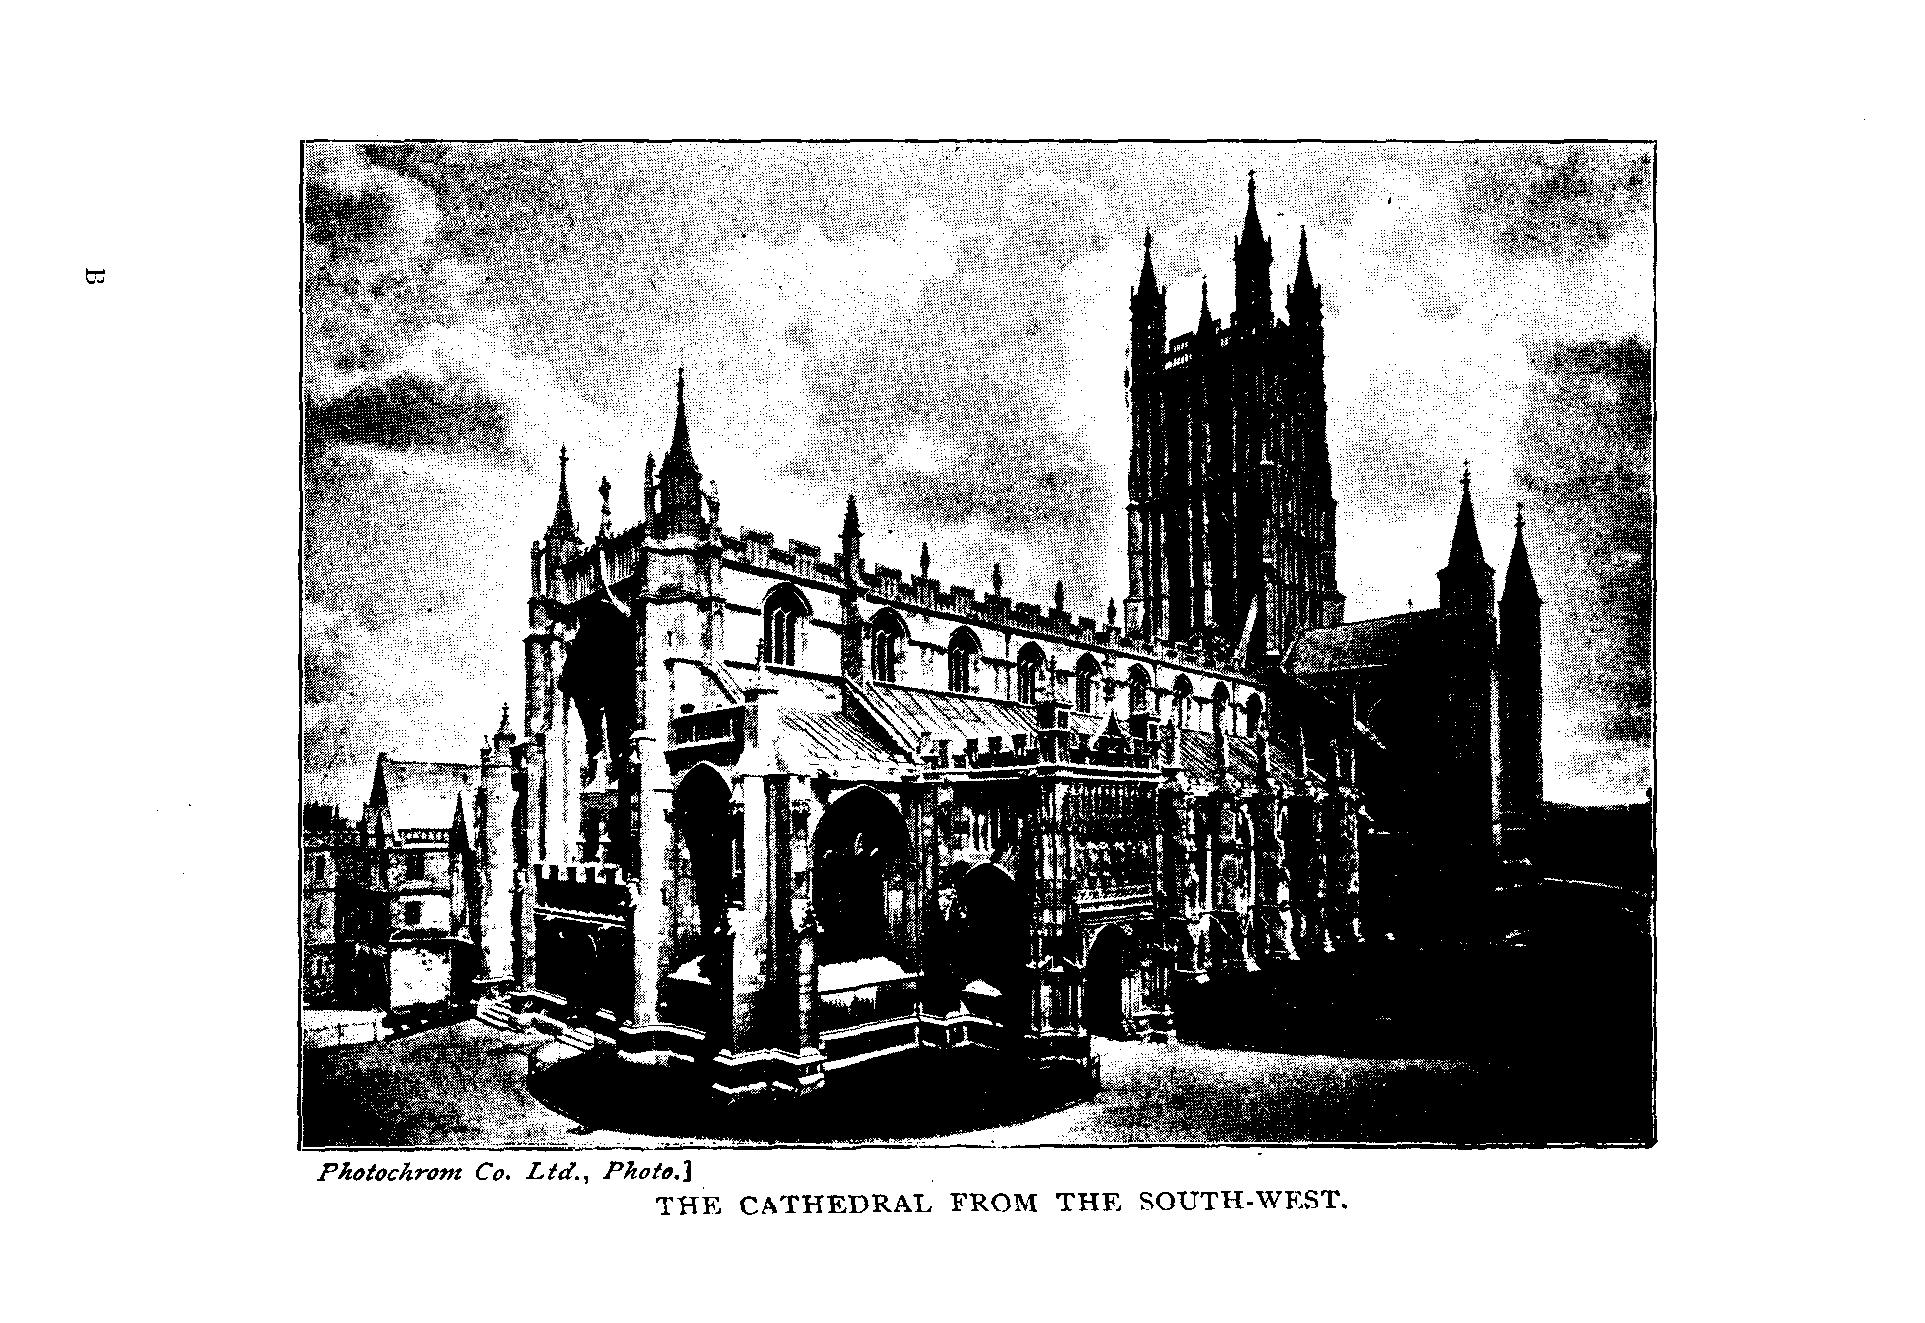 B
Photochrom Co. Ltd., Photo.]
THE CATHEDRAL FROM THE SOUTH-WEST.